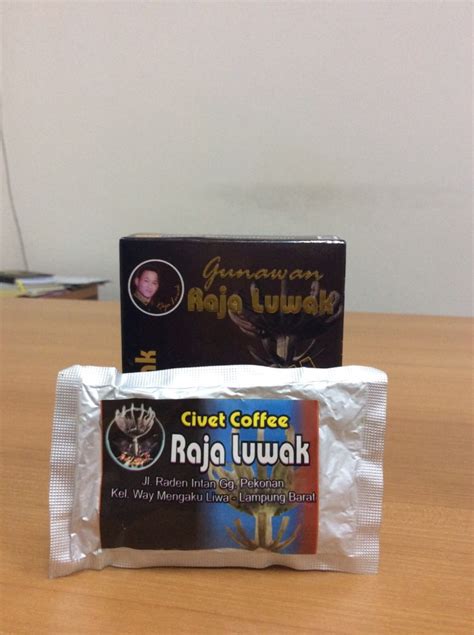 Gunawan
Raja Luwak
Civet Coffee
Raja Luwak
Jl. Raden Intan Gg. Pekonan
Kel. Way Mengaku Liwa - Lampung Barat